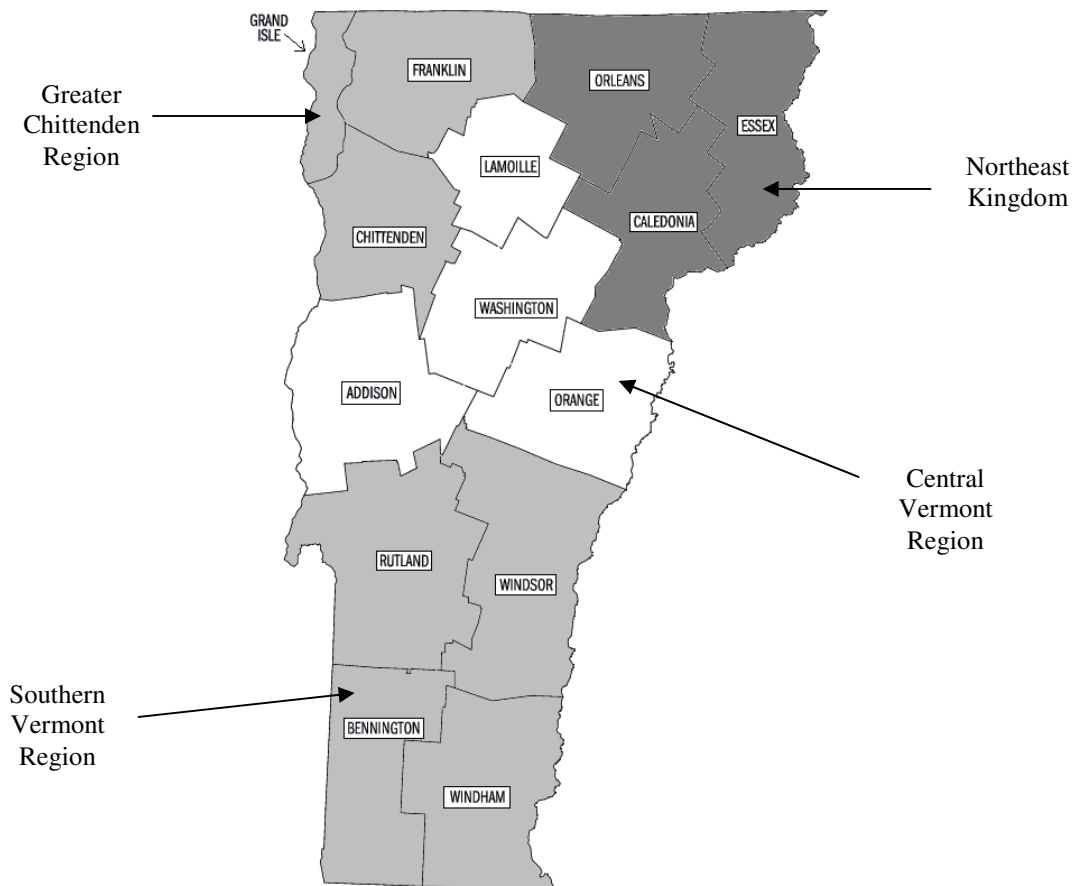 GRAND
ISLE
FRANKLIN
ORLEANS
ESSEX
Greater
Chittenden
Region
LAMOILLE
Northeast
Kingdom
CALEDONIA
CHITTENDEN
WASHINGTON
ADDISON
ORANGE
Central
Vermont
Region
RUTLAND
WINDSOR
Southern
Vermont
Region
BENNINGTON
WINDHAM